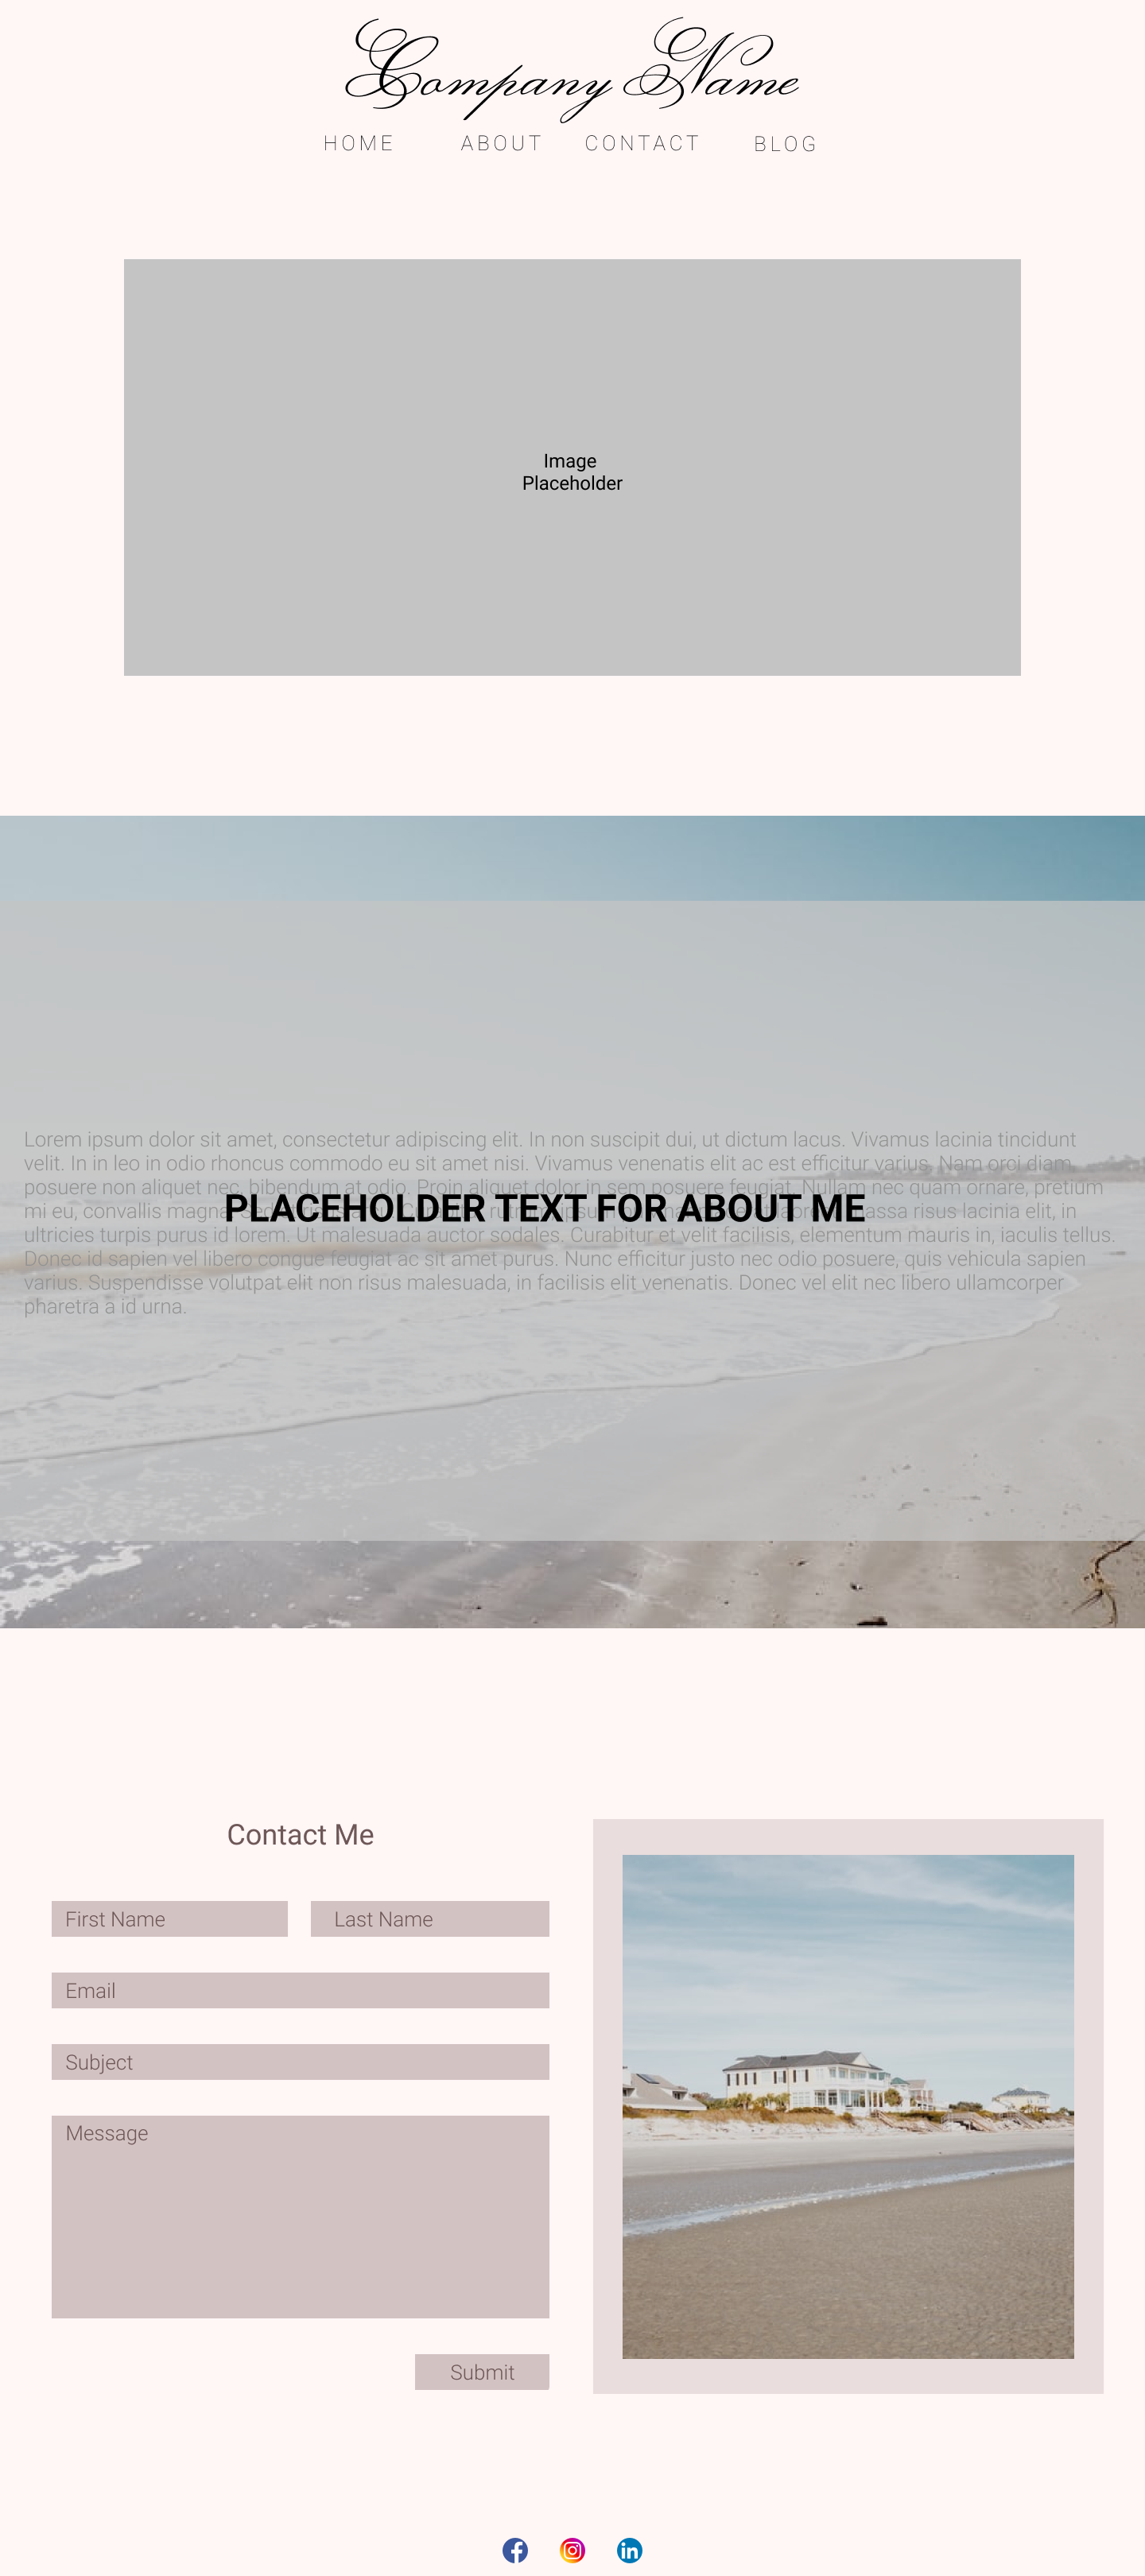 Company Name
HOME ABOUT CONTACT BLOG
Image
Placeholder
Lorem ipsum dolor sit amet, consectetur adipiscing elit. In non suscipit dui, ut dictum lacus. Vivamus lacinia tincidunt
velit. In in leo in odio rhoncus commodo eu sit amet nisi. Vivamus venenatis elit ac est efficitur varius. Nam orci diam,
posuere non aliquet nec, bibendum at odio. Proin aliquet dolor in sem posuere feugiat. Nullam nec quam ornare, pretium
mi eu, convallis magna. massa risus lacinia elit, in
PLACEHOLDER TEXT FOR ABOUT ME
ultricies turpis purus id lorem. Ut malesuada auctor sodales. Curabitur et velit facilisis, elementum mauris in, iaculis tellus.
Donec id sapien vel libero congue feugiat ac sit amet purus. Nunc efficitur justo nec odio posuere, quis vehicula sapien
varius. Suspendisse volutpat elit non risus malesuada, in facilisis elit venenatis. Donec vel elit nec libero ullamcorper
pharetra a id urna.
Contact Me
First Name Last Name
Email
Subject
Message
Submit